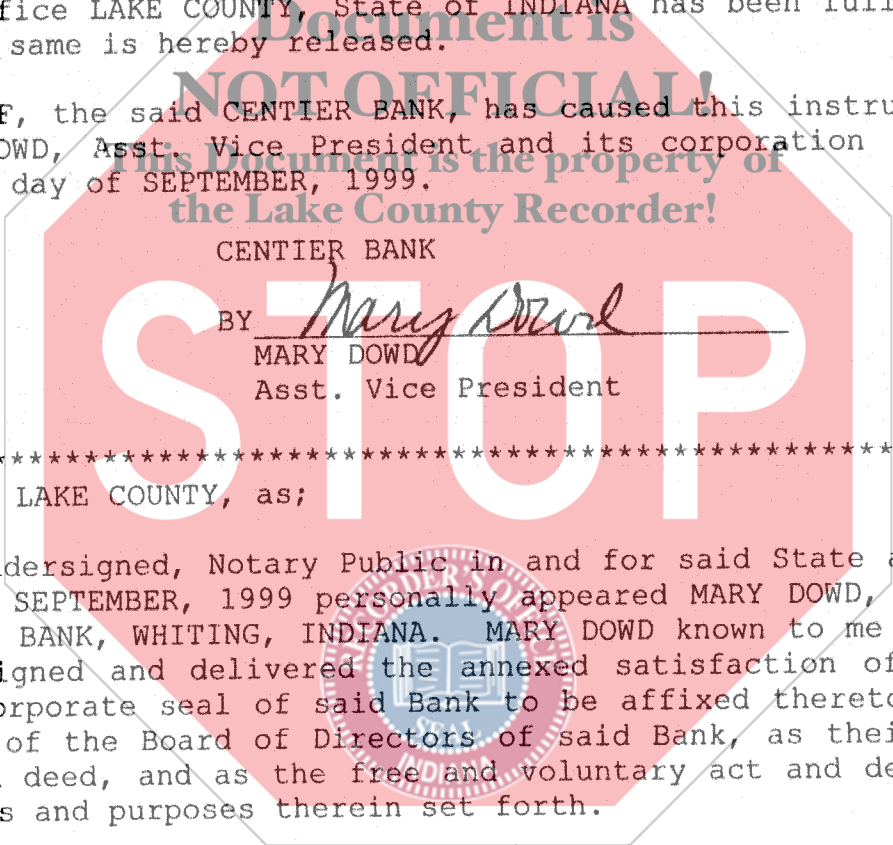 fice LAKE COUNTY, State of INDIANA has been
Document is
same is hereby released.
NOT OFFICIAL!
F, the said CENTIER BANK, has caused this instru
OWD, Asst. Vice President and its corporation
This Document is the property of
day of SEPTEMBER, 1999.
the Lake County Recorder!
CENTIER BANK
STOP
BY Mary Dowd
MARY DOWD
Asst. Vice President
*****************************************************
LAKE COUNTY, as;
dersigned, Notary Public in and for said State a
SEPTEMBER, 1999 personally appeared MARY DOWD,
BANK, WHITING, INDIANA. MARY DOWD known to me
igned and delivered the annexed satisfaction of
orporate seal of said Bank to be affixed thereto
of the Board of Directors of said Bank, as thei
deed, and as the free and voluntary act and de
s and purposes therein set forth.
RECORDER'S OFFICE
SEAL
INDIANA